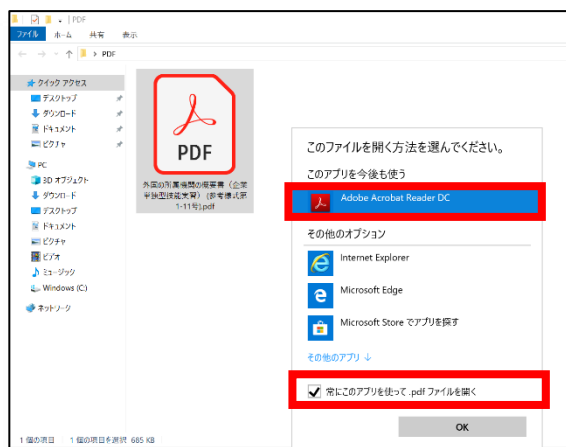 PDF
ファイル ホーム 共有 表示
PDF
クイック アクセス
デスクトップ
ダウンロード
ドキュメント
ピクチャ
PC
3D オブジェクト
ダウンロード
デスクトップ
ドキュメント
ピクチャ
ビデオ
ミュージック
Windows (C:)
ネットワーク
PDF
外国の所属機関の概要書（企業
単独型技能実習）(参考様式第
1-11号).pdf
このファイルを開く方法を選んでください。
このアプリを今後も使う
Adobe Acrobat Reader DC
その他のオプション
Internet Explorer
Microsoft Edge
Microsoft Store でアプリを探す
その他のアプリ ↓
常にこのアプリを使って .pdf ファイルを開く
OK
1 個の項目 1 個の項目を選択 685 KB